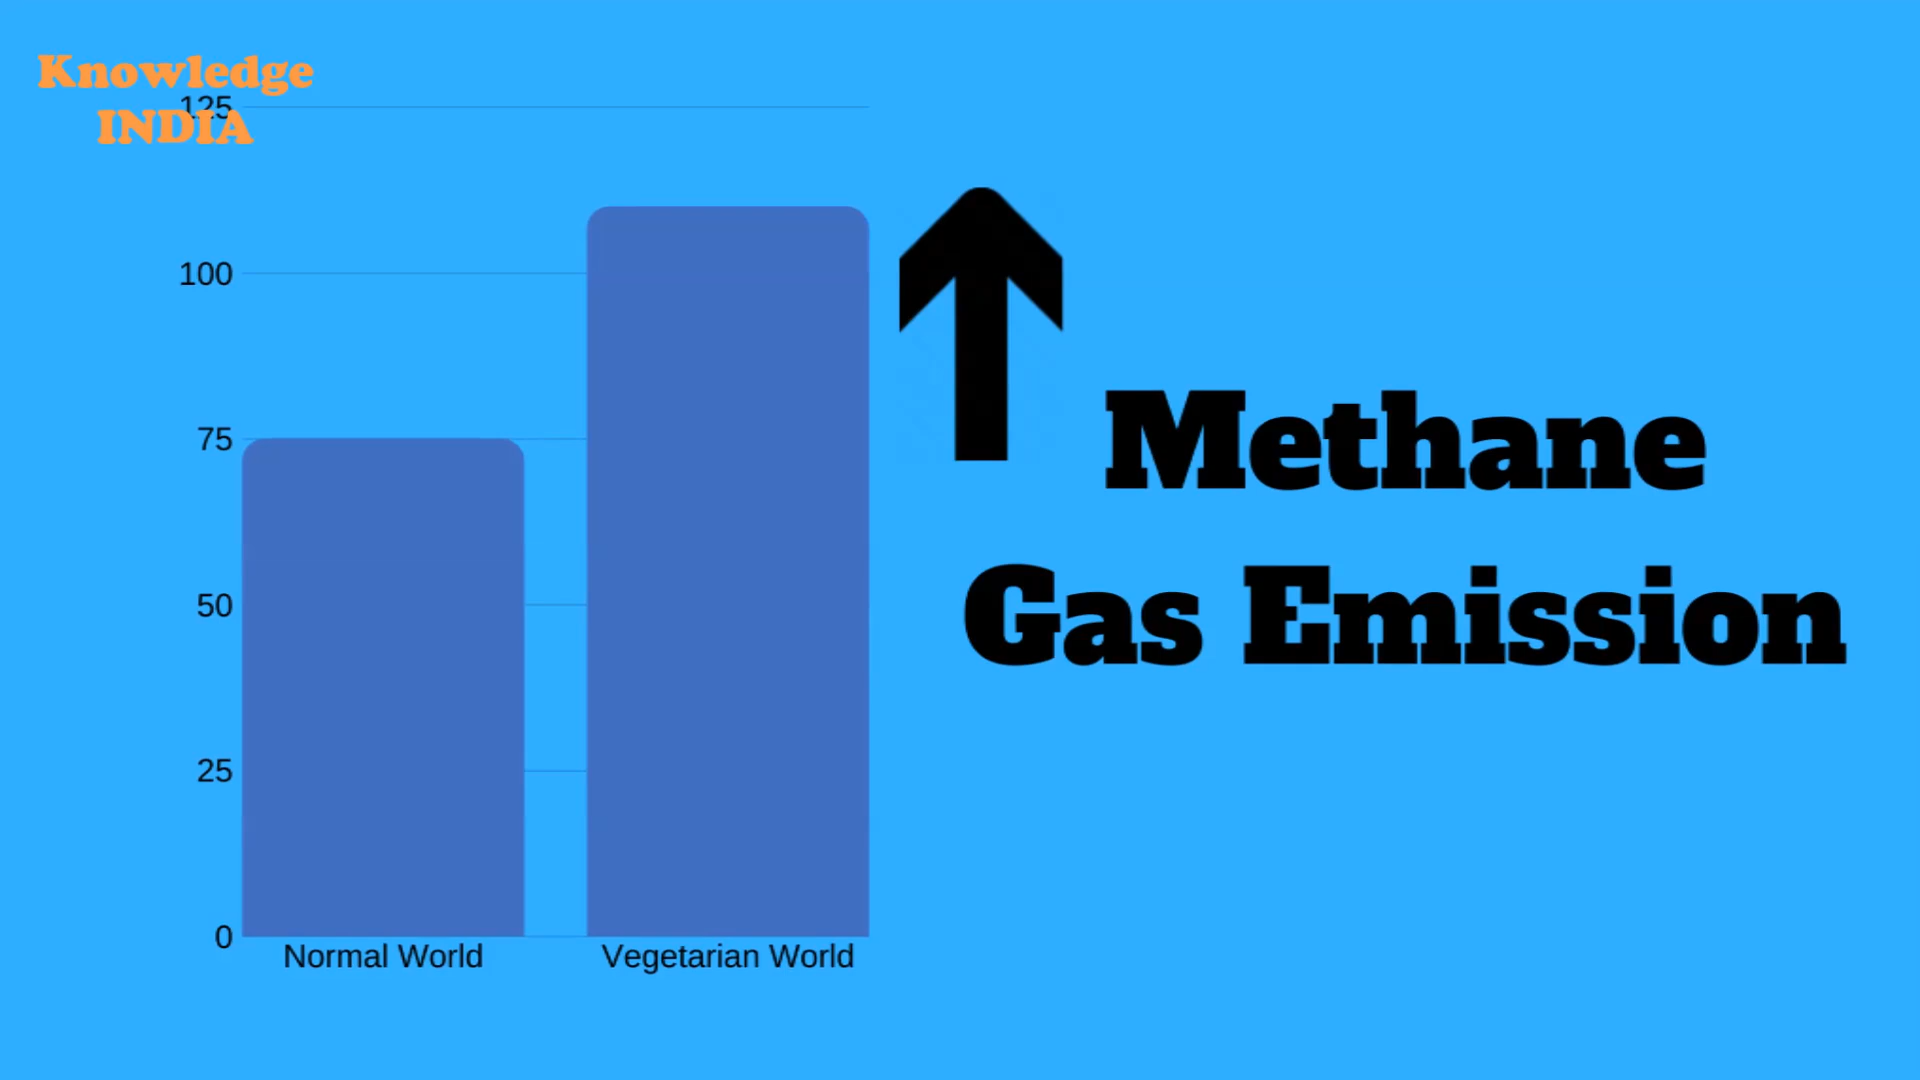 Knowledge
INDIA
125
100
75
50
25
0
Normal World
Vegetarian World
Methane
Gas Emission